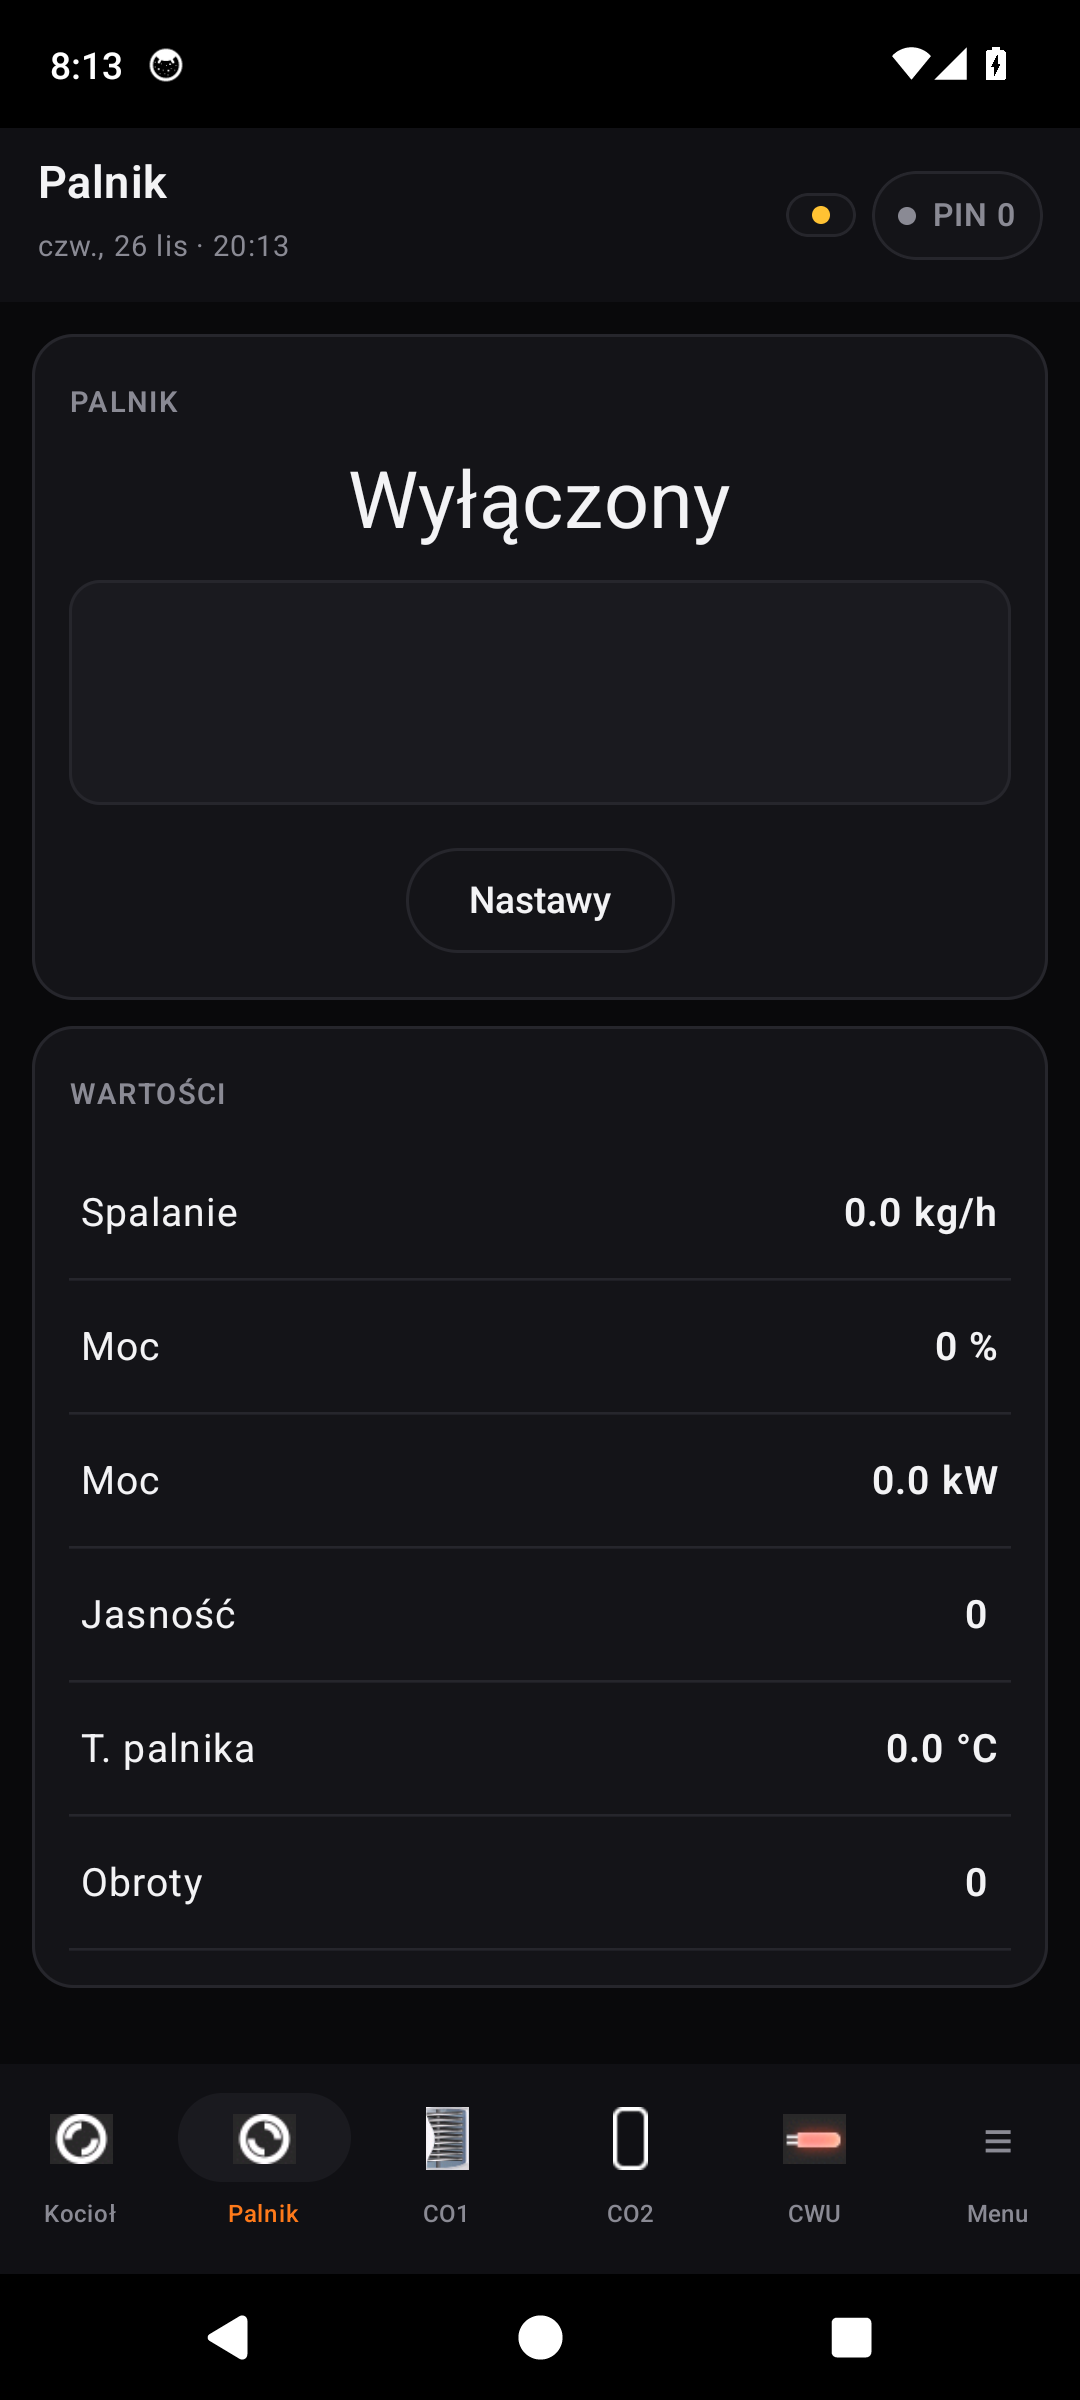 8:13
Palnik
czw., 26 lis · 20:13
PIN 0
PALNIK
Wyłączony
Nastawy
WARTOŚCI
Spalanie 0.0 kg/h
Moc 0 %
Moc 0.0 kW
Jasność 0
T. palnika 0.0 °C
Obroty 0
Kocioł Palnik CO1 CO2 CWU Menu